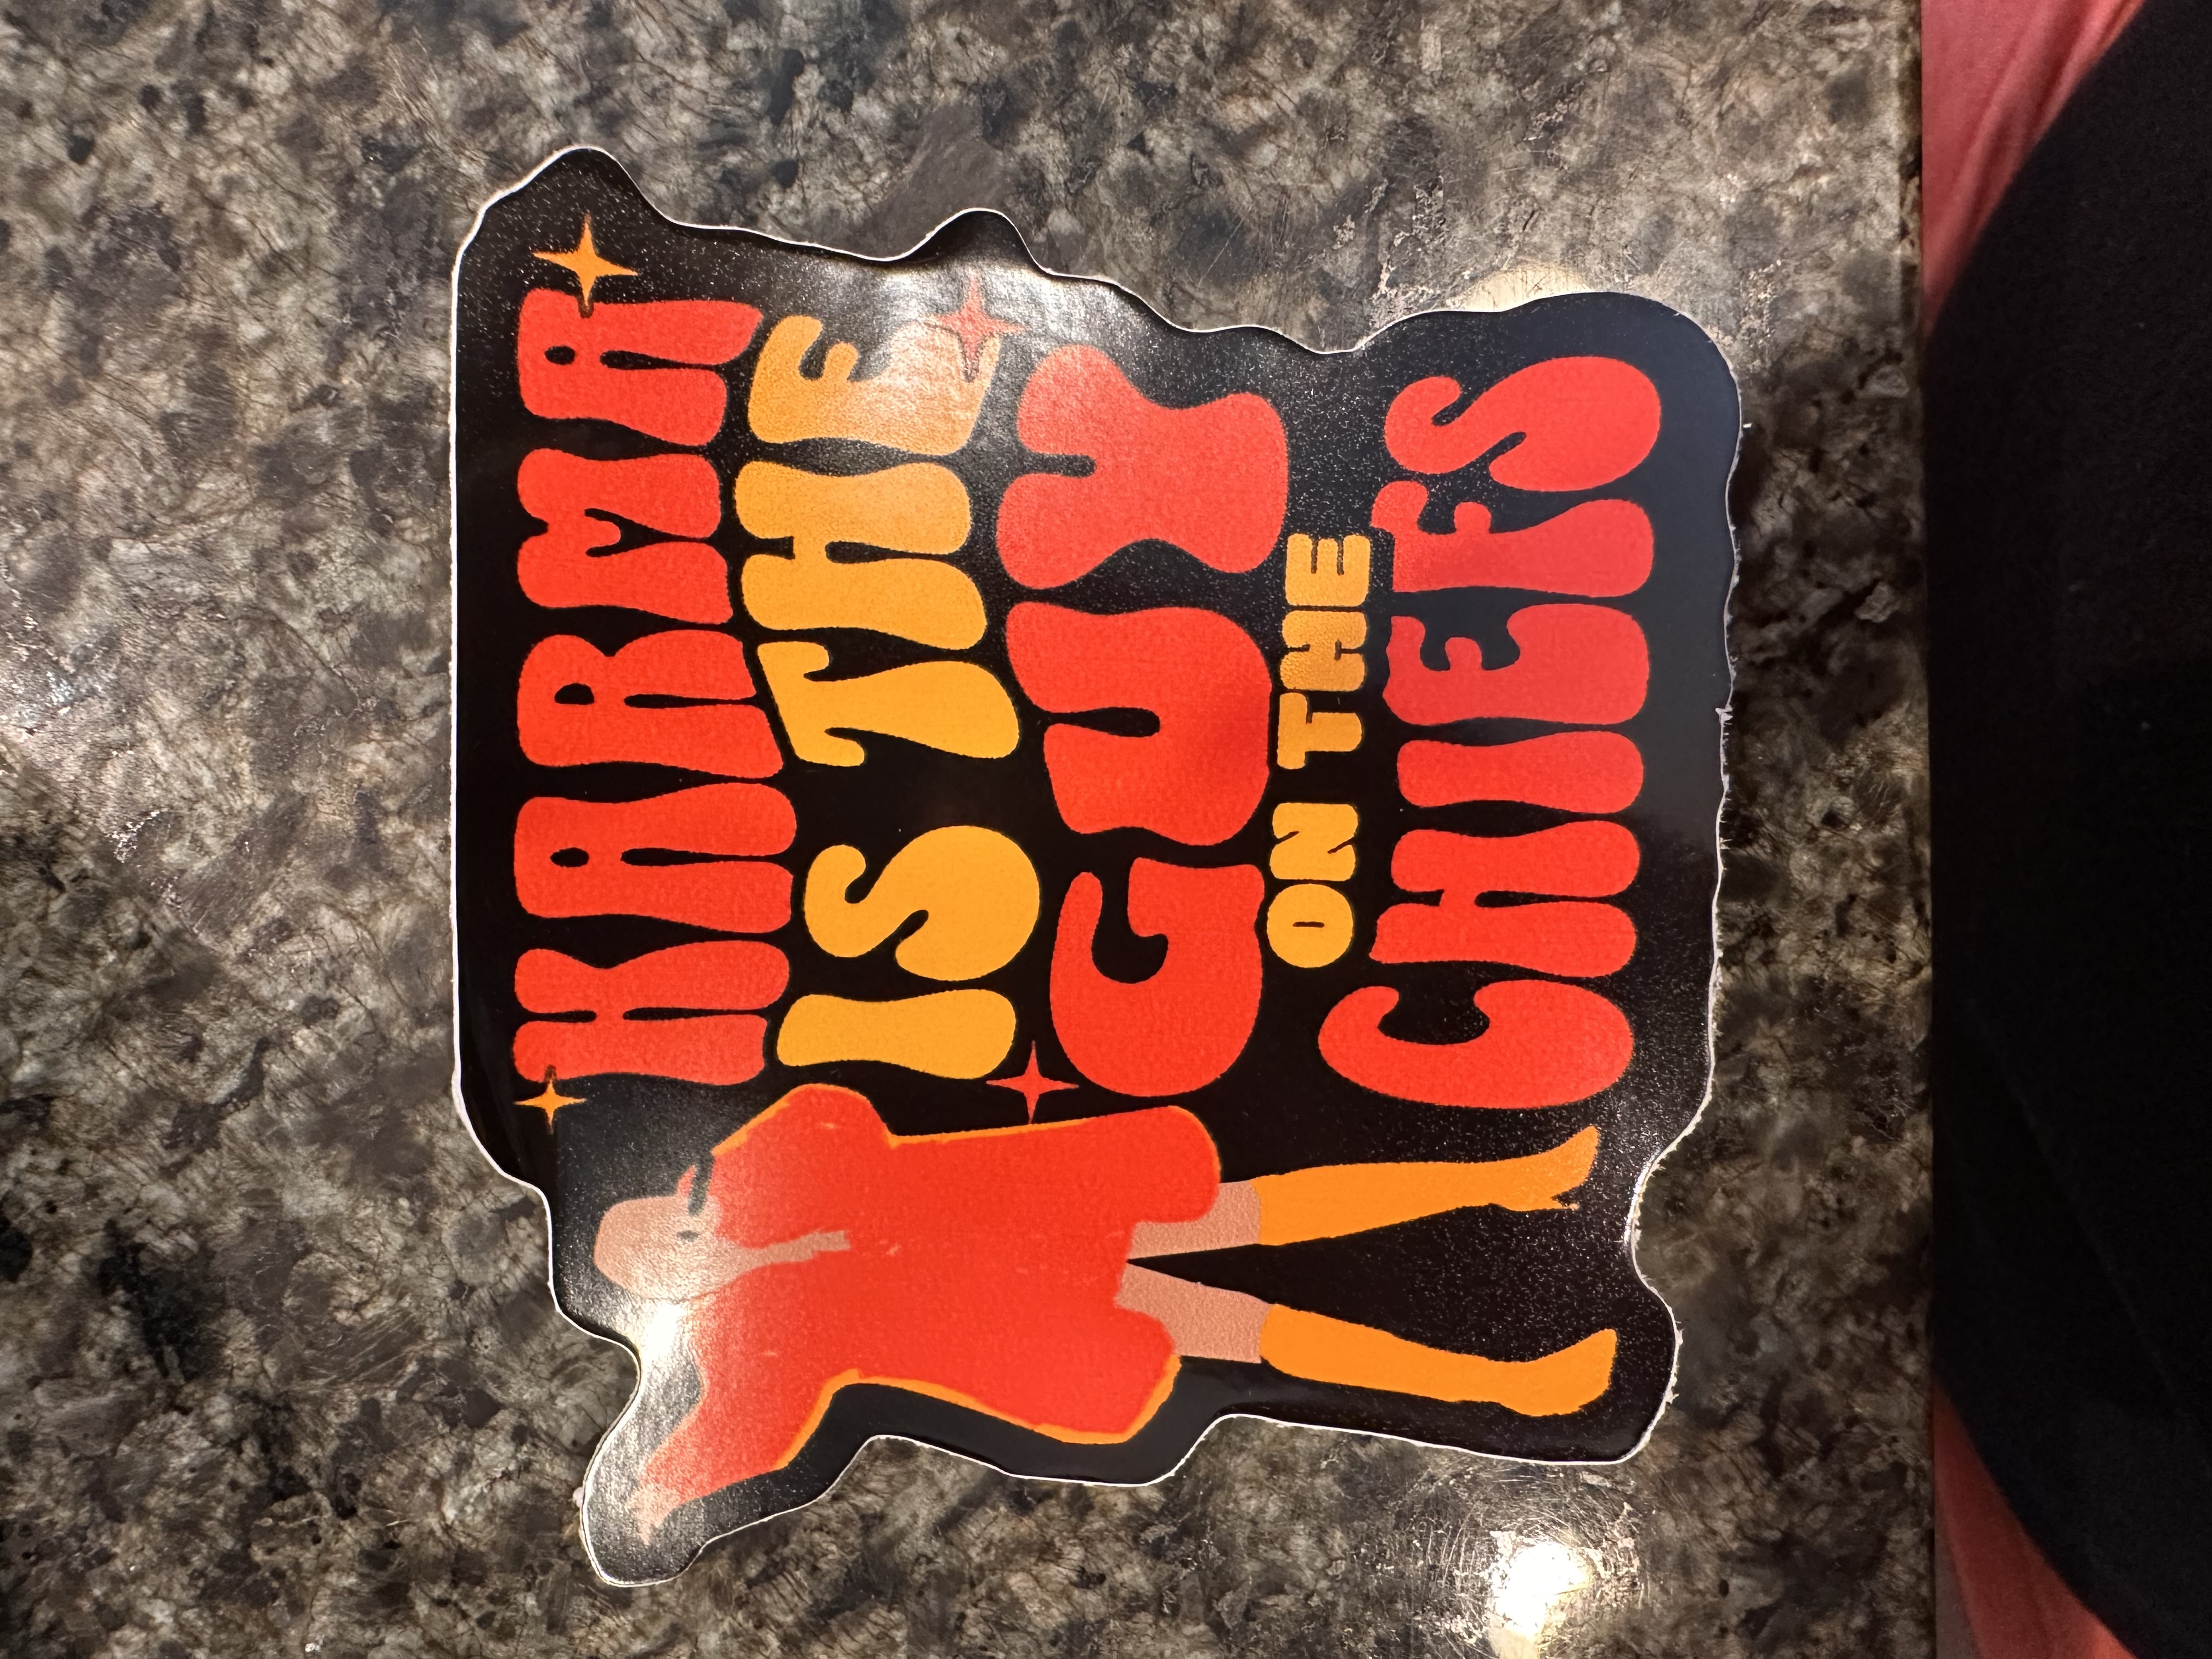 KARMA
IS THE
GUY
ON THE
CHIEFS